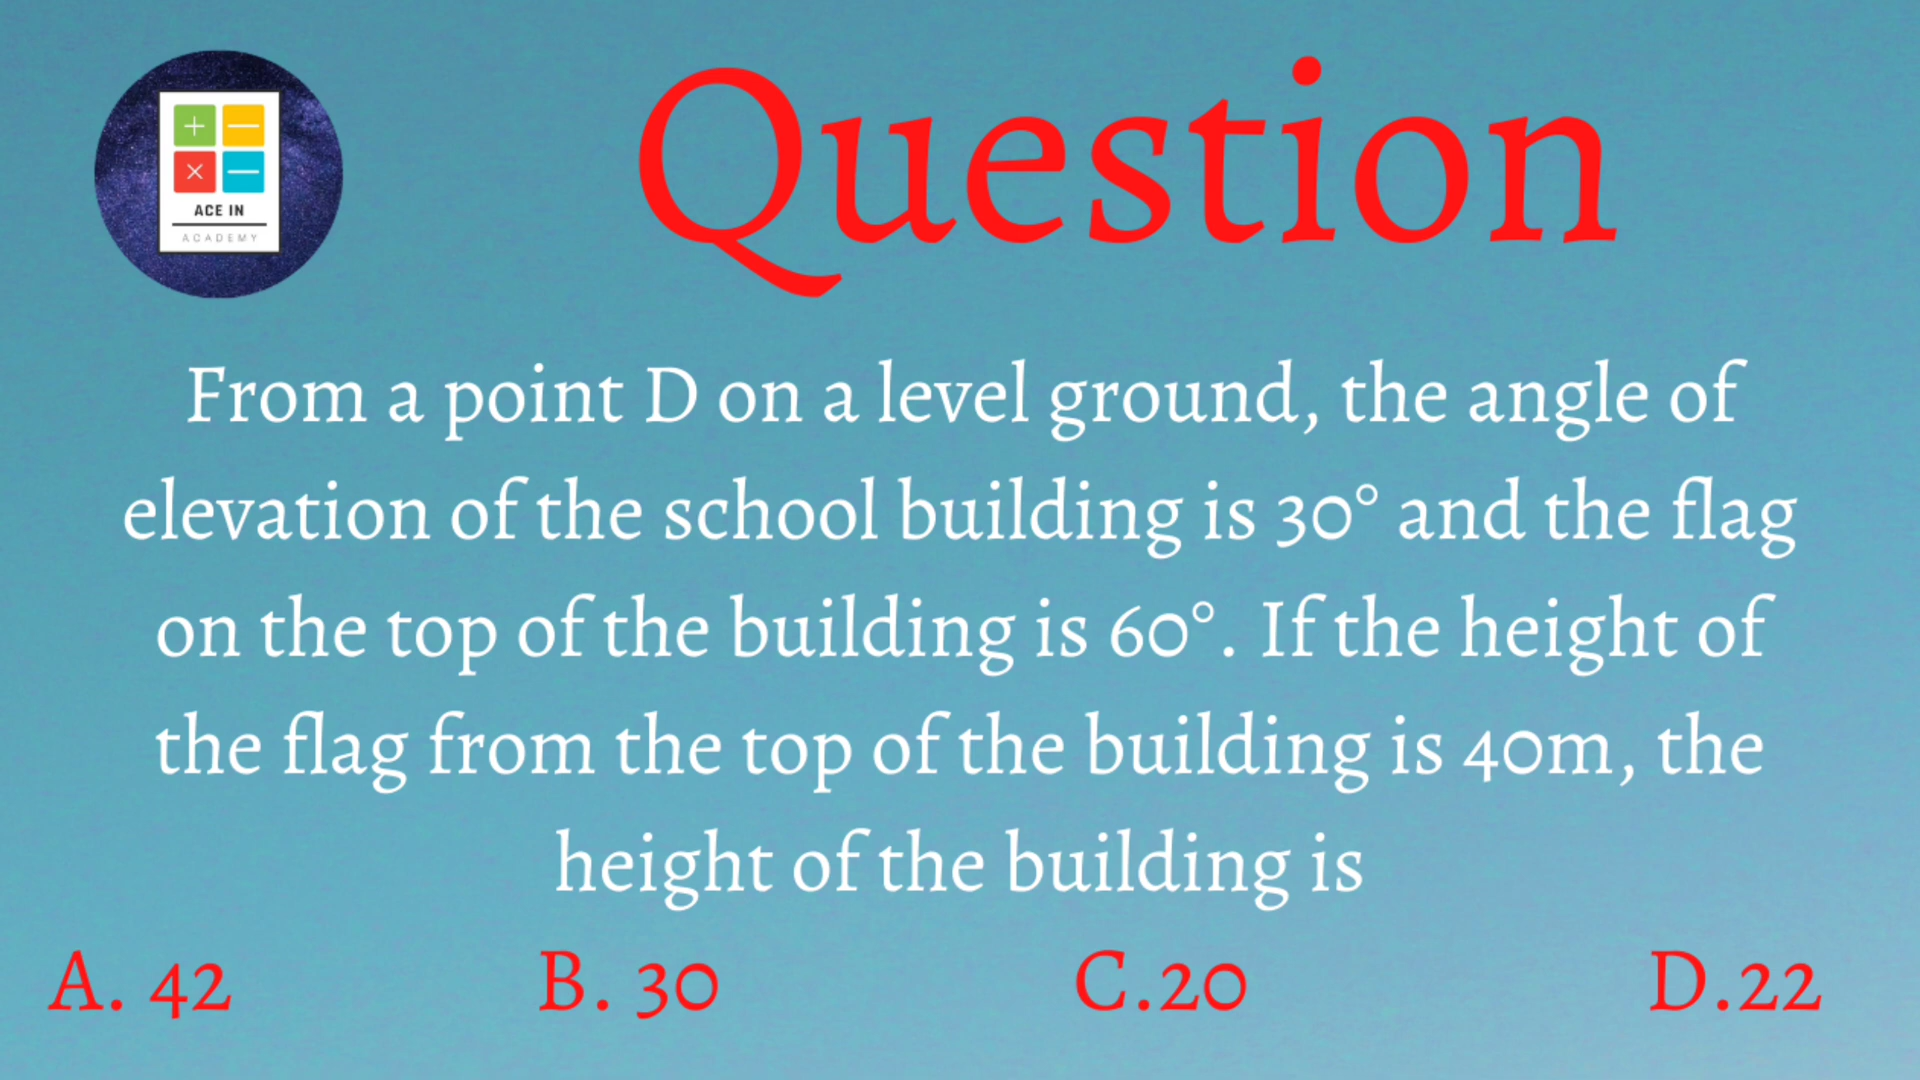 + —
× —
ACE IN
ACADEMY
Question
From a point D on a level ground, the angle of
elevation of the school building is 30° and the flag
on the top of the building is 60°. If the height of
the flag from the top of the building is 40m, the
height of the building is
A. 42 B. 30 C.20 D.22